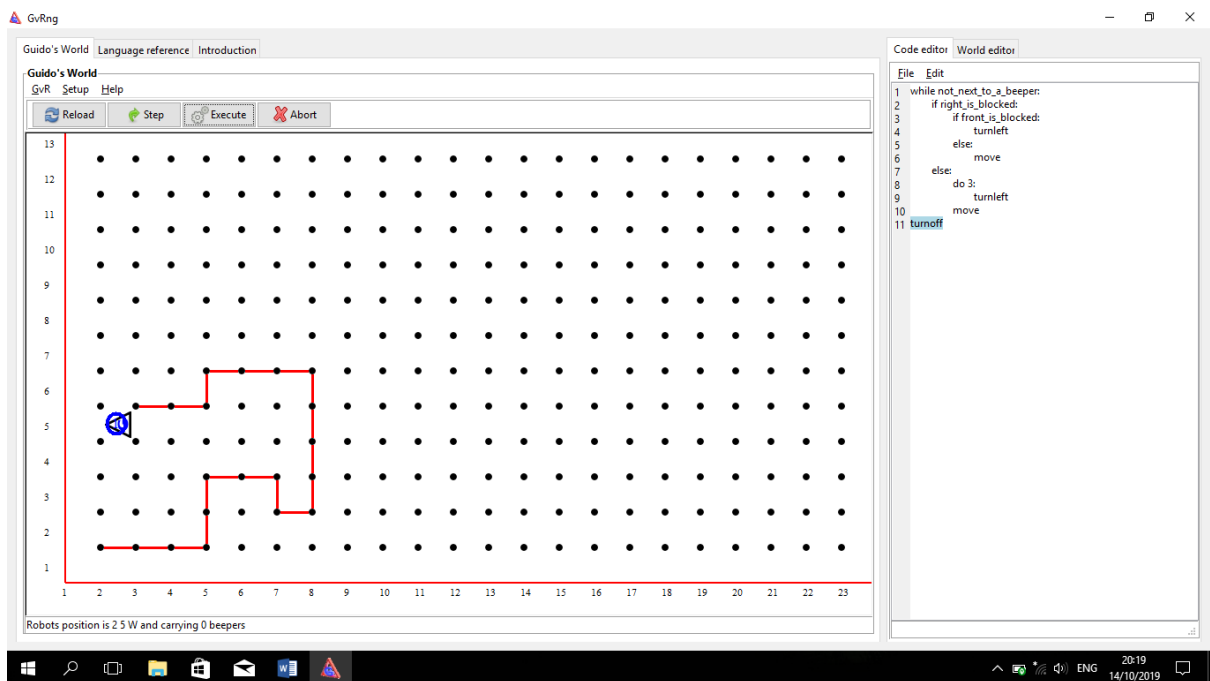 GvRng
Guido's World Language reference Introduction
Guido's World
GvR Setup Help
Reload Step Execute Abort
13
12
11
10
9
8
7
6
5
4
3
2
1
1 2 3 4 5 6 7 8 9 10 11 12 13 14 15 16 17 18 19 20 21 22 23
Robots position is 2 5 W and carrying 0 beepers
Code editor World editor
File Edit
1 while not_next_to_a_beeper:
2 if right_is_blocked:
3 if front_is_blocked:
4 turnleft
5 else:
6 move
7 else:
8 do 3:
9 turnleft
10 move
11 turnoff
ENG
20:19
14/10/2019